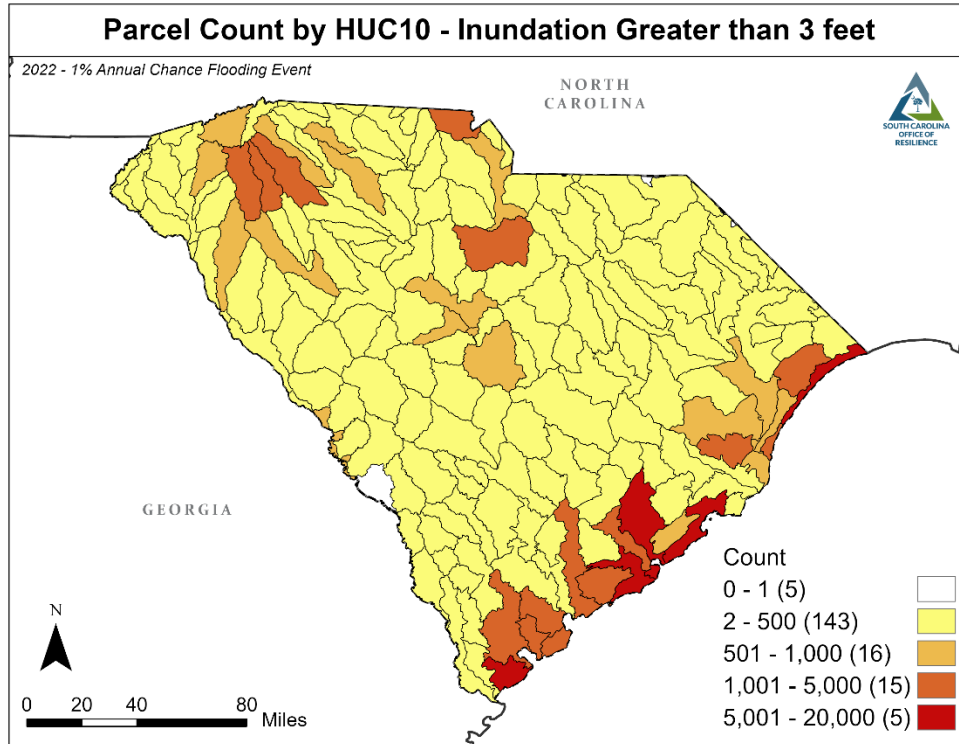 Parcel Count by HUC10 - Inundation Greater than 3 feet
2022 - 1% Annual Chance Flooding Event
NORTH
CAROLINA
SOUTH CAROLINA
OFFICE OF
RESILIENCE
GEORGIA
Count
0 - 1 (5)
2 - 500 (143)
501 - 1,000 (16)
1,001 - 5,000 (15)
5,001 - 20,000 (5)
N
0 20 40 80
Miles